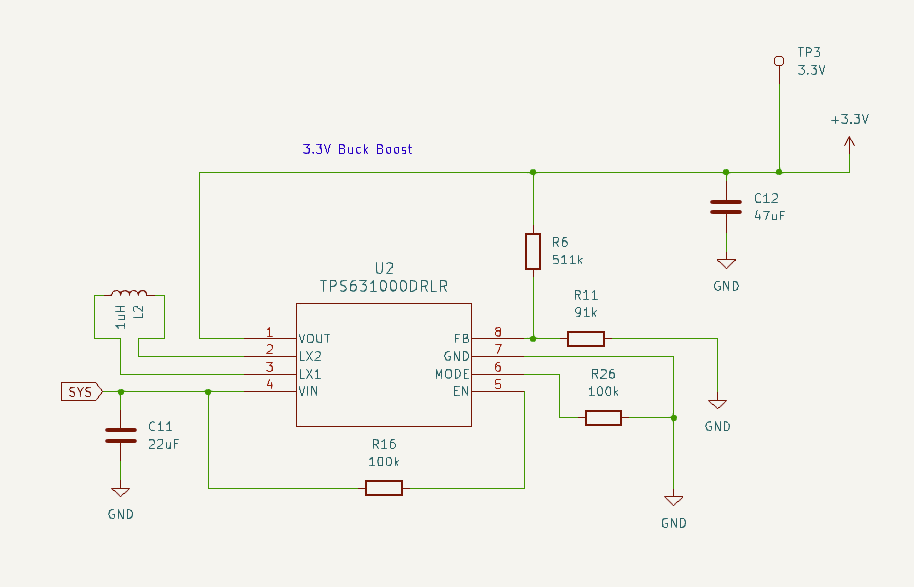 TP3
3.3V
+3.3V
3.3V Buck Boost
C12
47uF
R6
511k
GND
U2
TPS631000DRLR
R11
91k
1uH
L2
1
VOUT
FB
8
2
LX2
GND
7
3
LX1
MODE
6
4
VIN
EN
5
R26
100k
SYS
C11
22uF
GND
R16
100k
GND
GND